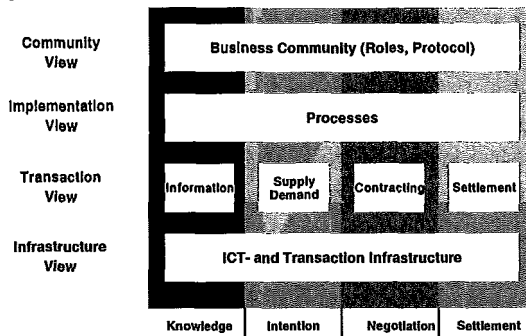 Community
View
Business Community (Roles, Protocol)
Implementation
View
Processes
Transaction
View
Information
Supply
Demand
Contracting
Settlement
Infrastructure
View
ICT- and Transaction Infrastructure
Knowledge
Intention
Negotiation
Settlement